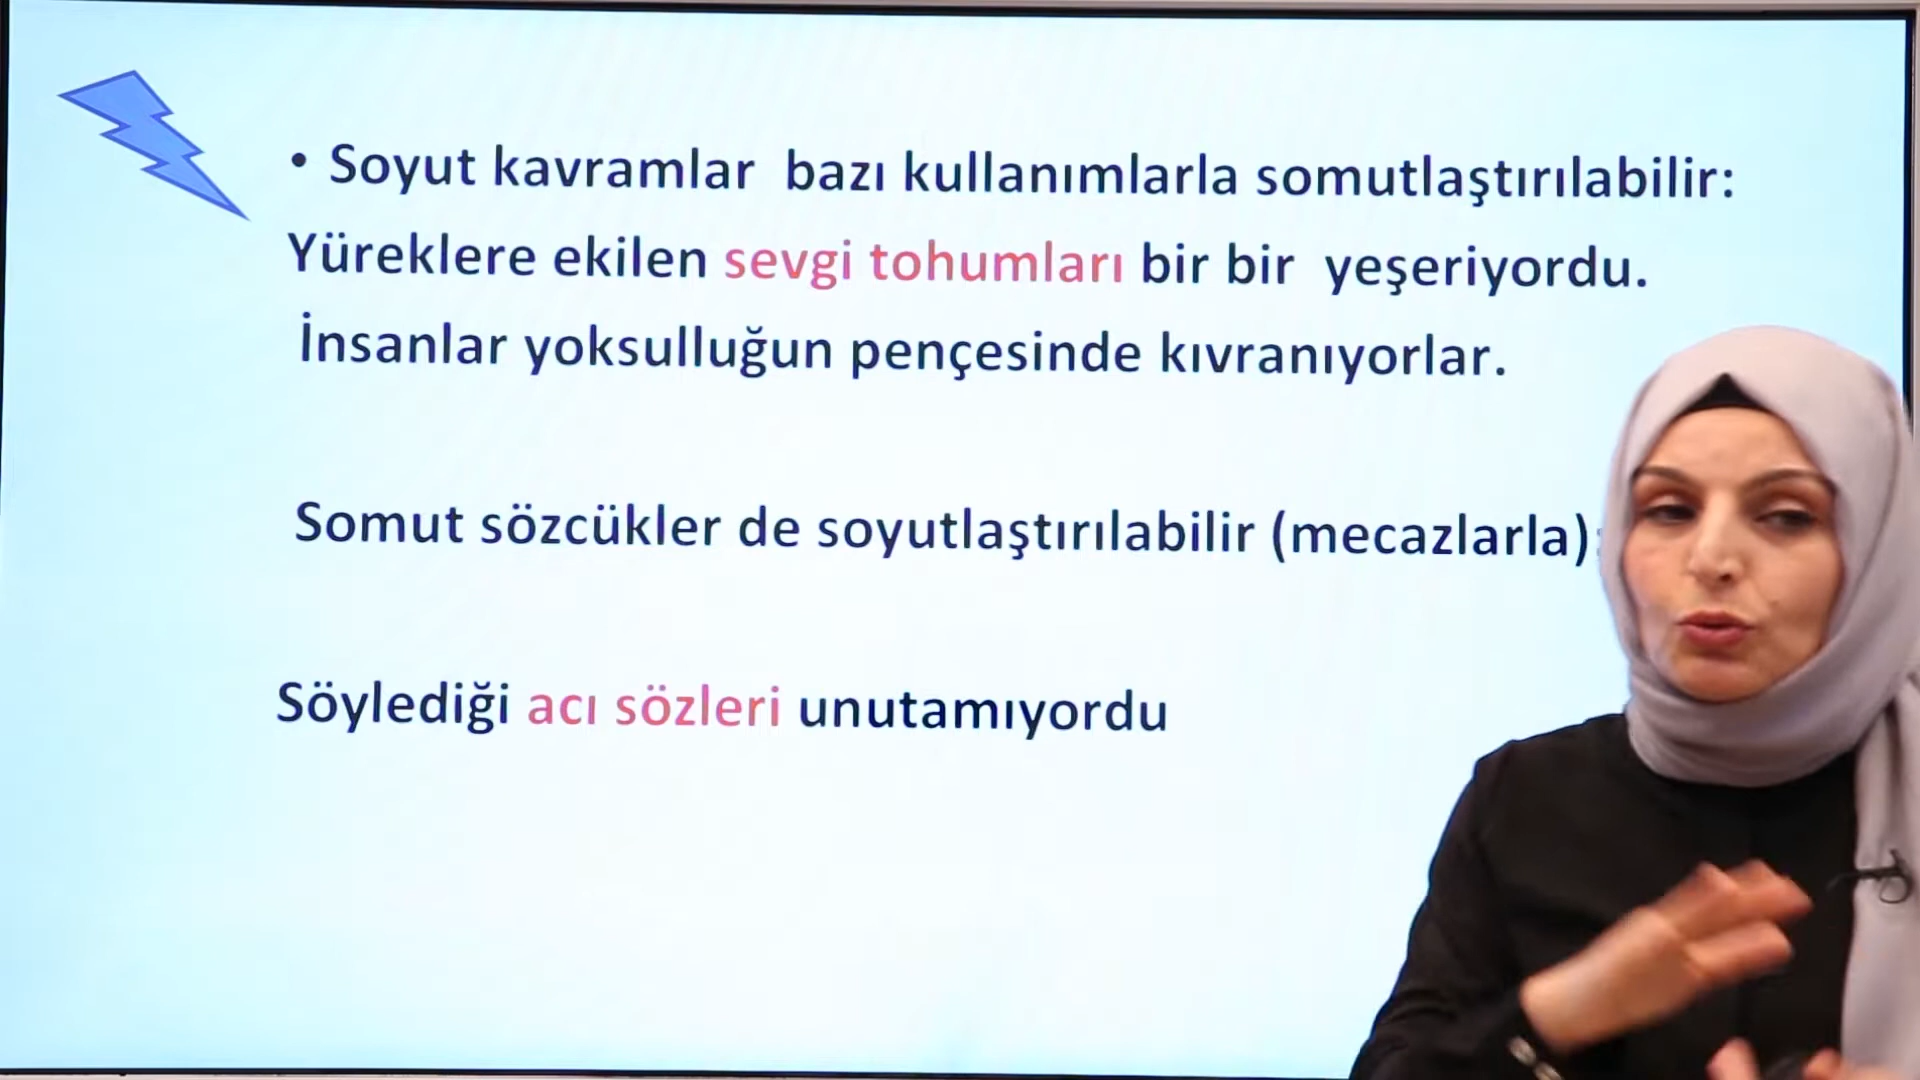 • Soyut kavramlar bazı kullanımlarla somutlaştırılabilir:
Yüreklere ekilen sevgi tohumları bir bir yeşeriyordu.
İnsanlar yoksulluğun pençesinde kıvranıyorlar.
Somut sözcükler de soyutlaştırılabilir (mecazlarla):
Söylediği acı sözleri unutamıyordu